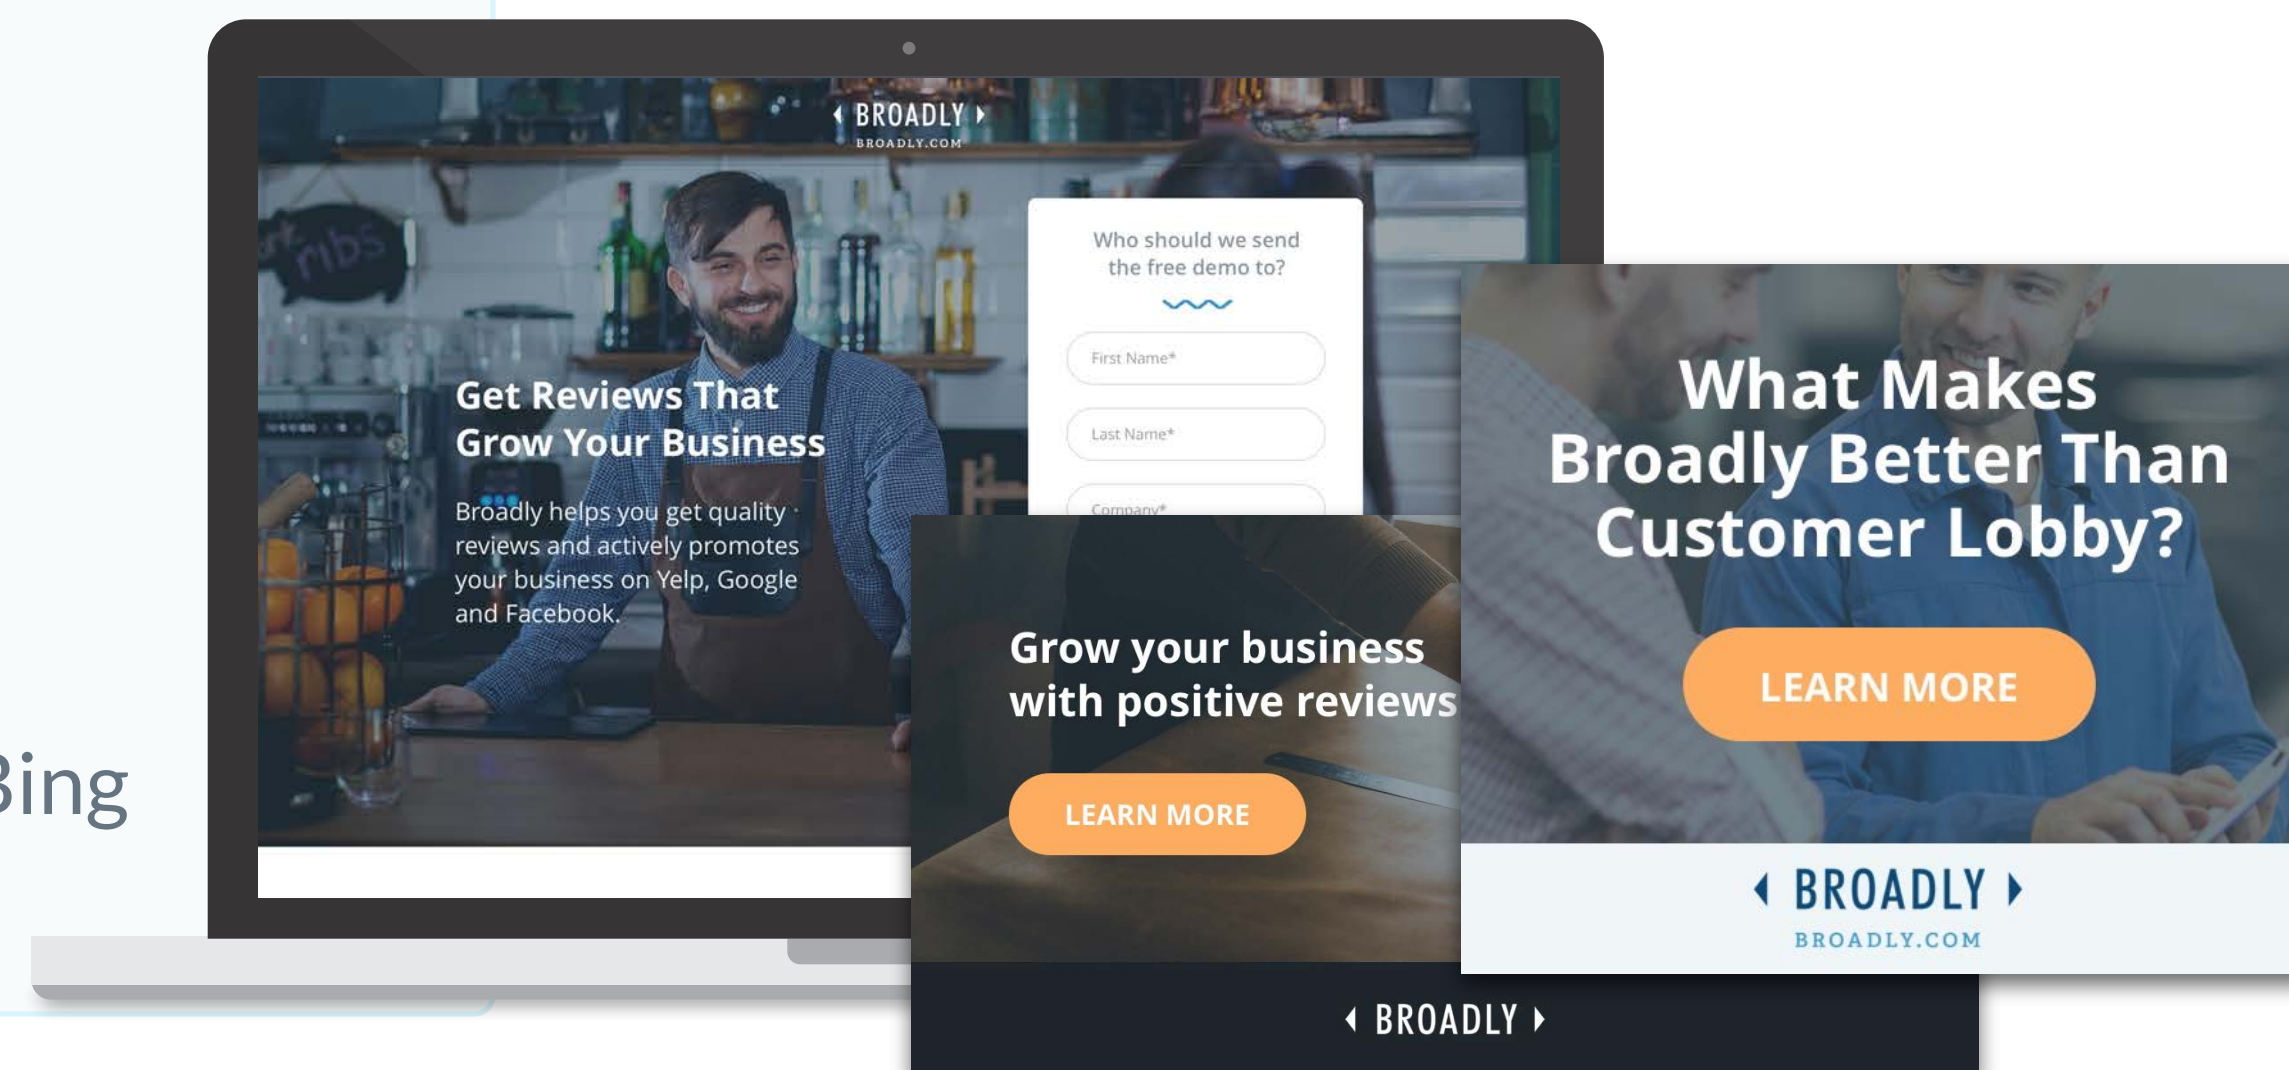 BROADLY
BROADLY.COM
ribs
Get Reviews That
Grow Your Business
Broadly helps you get quality
reviews and actively promotes
your business on Yelp, Google
and Facebook.
Who should we send
the free demo to?
First Name*
Last Name*
Company*
Bing
Grow your business
with positive reviews
LEARN MORE
BROADLY
What Makes
Broadly Better Than
Customer Lobby?
LEARN MORE
BROADLY
BROADLY.COM